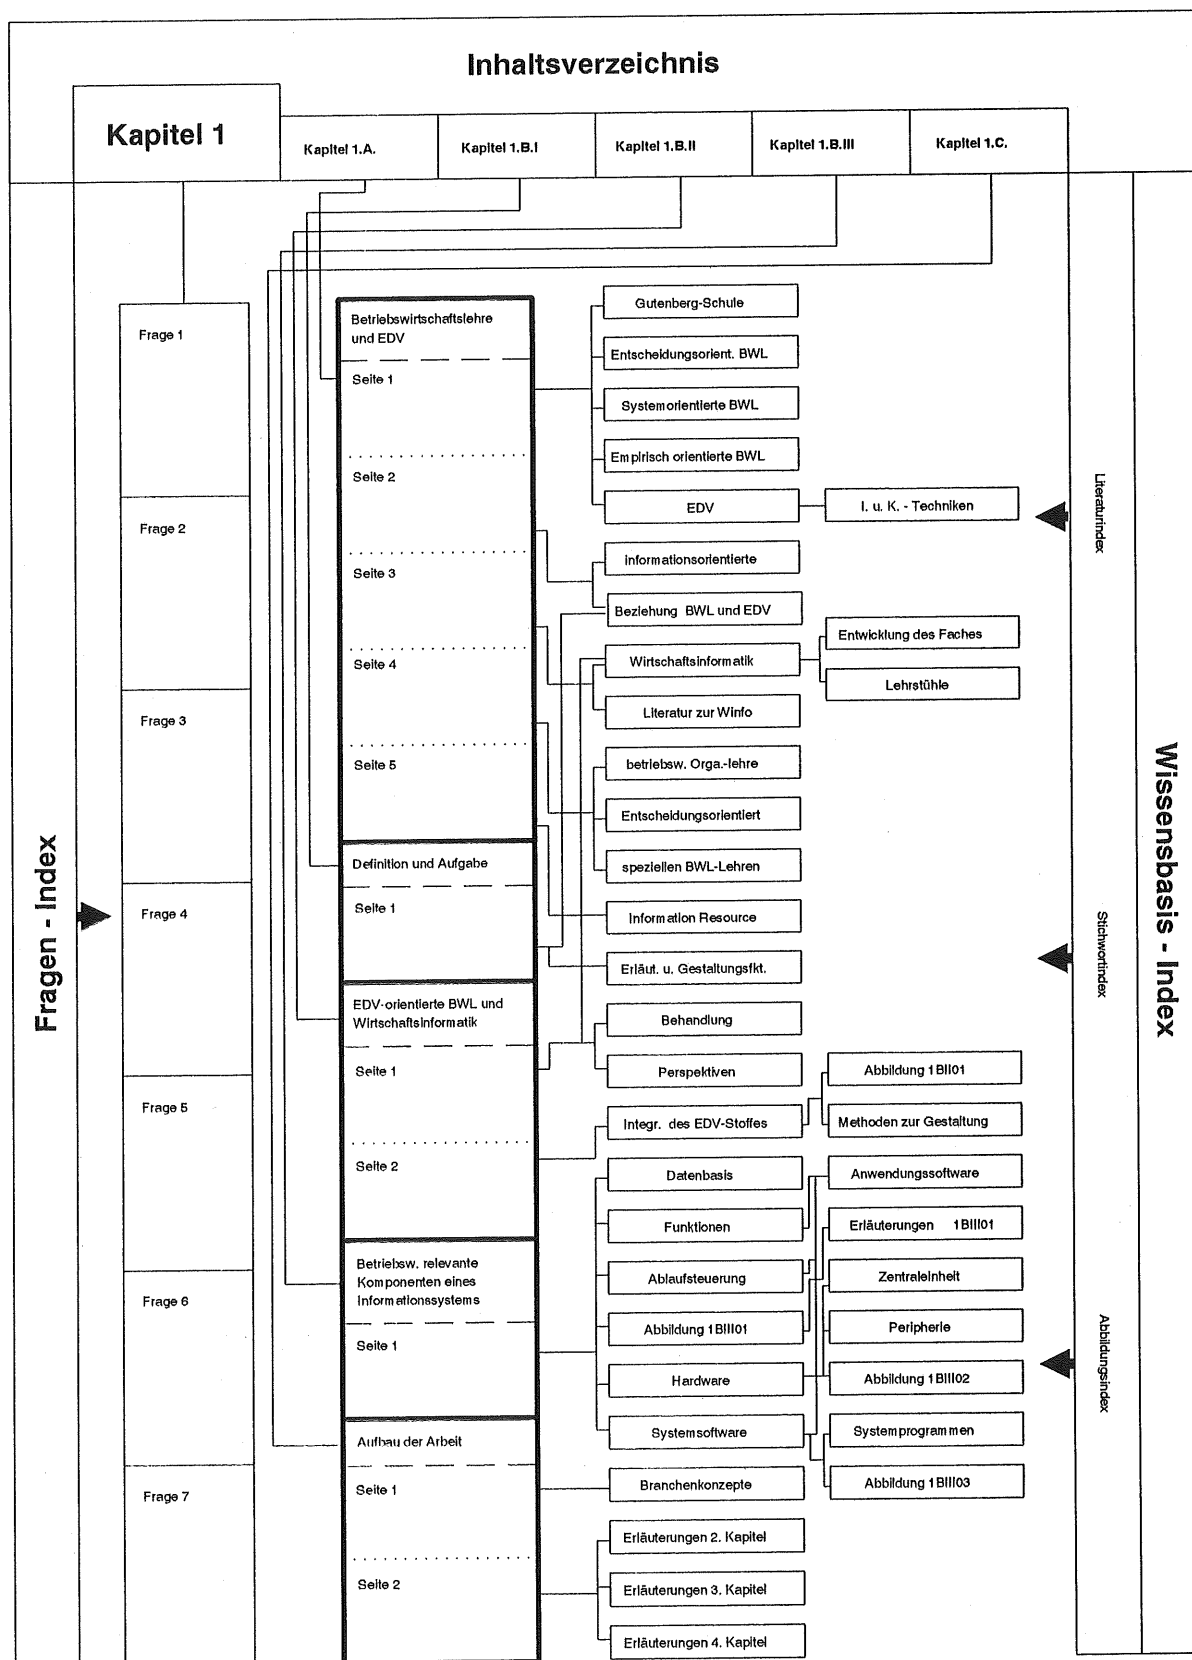 Inhaltsverzeichnis
Kapitel 1
Kapitel 1.A.
Kapitel 1.B.I
Kapitel 1.B.II
Kapitel 1.B.III
Kapitel 1.C.
Fragen - Index
Frage 1
Frage 2
Frage 3
Frage 4
Frage 5
Frage 6
Frage 7
Betriebswirtschaftslehre
und EDV
Seite 1
Seite 2
Seite 3
Seite 4
Seite 5
Definition und Aufgabe
Seite 1
EDV-orientierte BWL und
Wirtschaftsinformatik
Seite 1
Seite 2
Betriebsw. relevante
Komponenten eines
Informationssystems
Seite 1
Aufbau der Arbeit
Seite 1
Seite 2
Gutenberg-Schule
Entscheidungsorient. BWL
Systemorientierte BWL
Empirisch orientierte BWL
EDV
informationsorientierte
Beziehung BWL und EDV
Wirtschaftsinformatik
Literatur zur Winfo
betriebsw. Orga.-lehre
Entscheidungsorientiert
speziellen BWL-Lehren
Information Resource
Erläut. u. Gestaltungsfkt.
Behandlung
Perspektiven
Integr. des EDV-Stoffes
Datenbasis
Funktionen
Ablaufsteuerung
Abbildung 1BIII01
Hardware
Systemsoftware
Branchenkonzepte
Erläuterungen 2. Kapitel
Erläuterungen 3. Kapitel
Erläuterungen 4. Kapitel
I. u. K. - Techniken
Entwicklung des Faches
Lehrstühle
Abbildung 1BII01
Methoden zur Gestaltung
Anwendungssoftware
Erläuterungen 1BIII01
Zentraleinheit
Peripherie
Abbildung 1BIII02
Systemprogrammen
Abbildung 1BIII03
Literaturindex
Stichwortindex
Abbildungsindex
Wissensbasis - Index